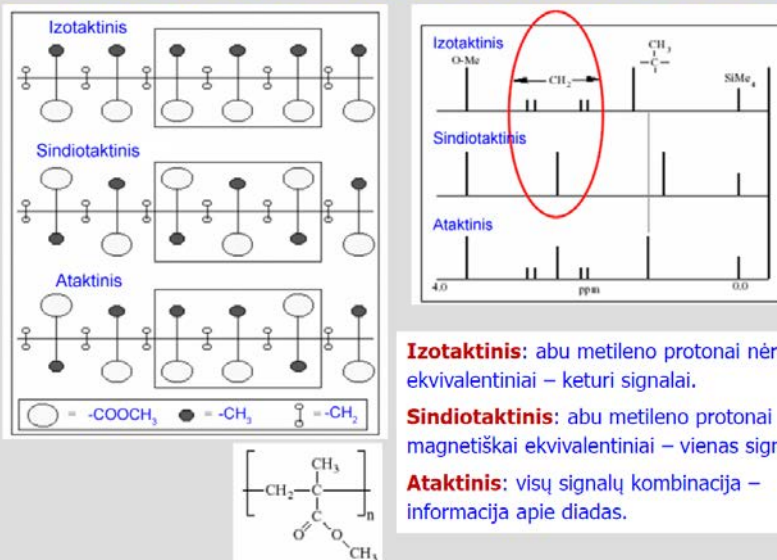 Izotaktinis
Sindiotaktinis
Ataktinis
= -COOCH₃ = -CH₃ = -CH₂
Izotaktinis
O-Me
CH₂
CH₃
-C-
SiMe₄
Sindiotaktinis
Ataktinis
4.0 ppm 0.0
Izotaktinis: abu metileno protonai
ekvivalentiniai – keturi signalai.
Sindiotaktinis: abu metileno protonai
magnetiškai ekvivalentiniai – vienas
Ataktinis: visų signalų kombinacija –
informacija apie diadas.
CH₃
CH₂-C
n
C
O O
CH₃